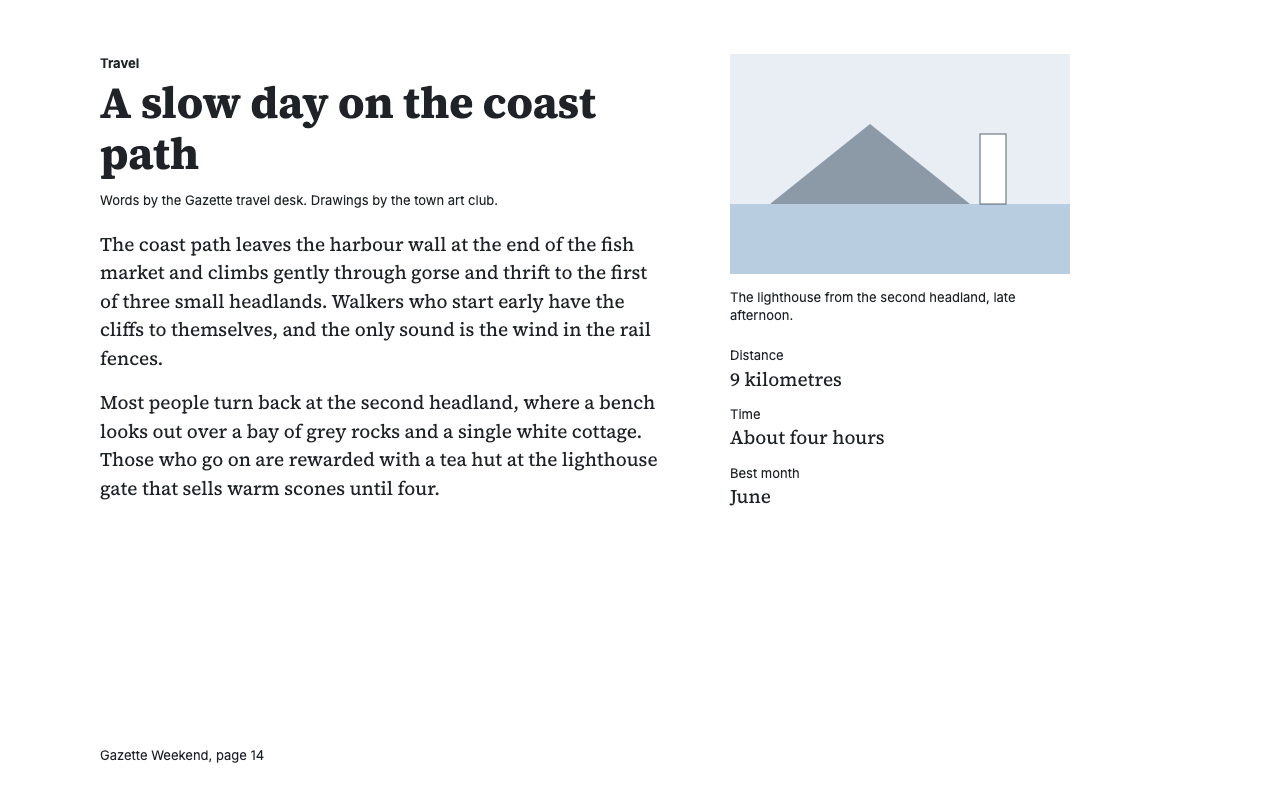 Travel
A slow day on the coast
path
Words by the Gazette travel desk. Drawings by the town art club.
The coast path leaves the harbour wall at the end of the fish
market and climbs gently through gorse and thrift to the first
of three small headlands. Walkers who start early have the
cliffs to themselves, and the only sound is the wind in the rail
fences.
Most people turn back at the second headland, where a bench
looks out over a bay of grey rocks and a single white cottage.
Those who go on are rewarded with a tea hut at the lighthouse
gate that sells warm scones until four.
The lighthouse from the second headland, late
afternoon.
Distance
9 kilometres
Time
About four hours
Best month
June
Gazette Weekend, page 14